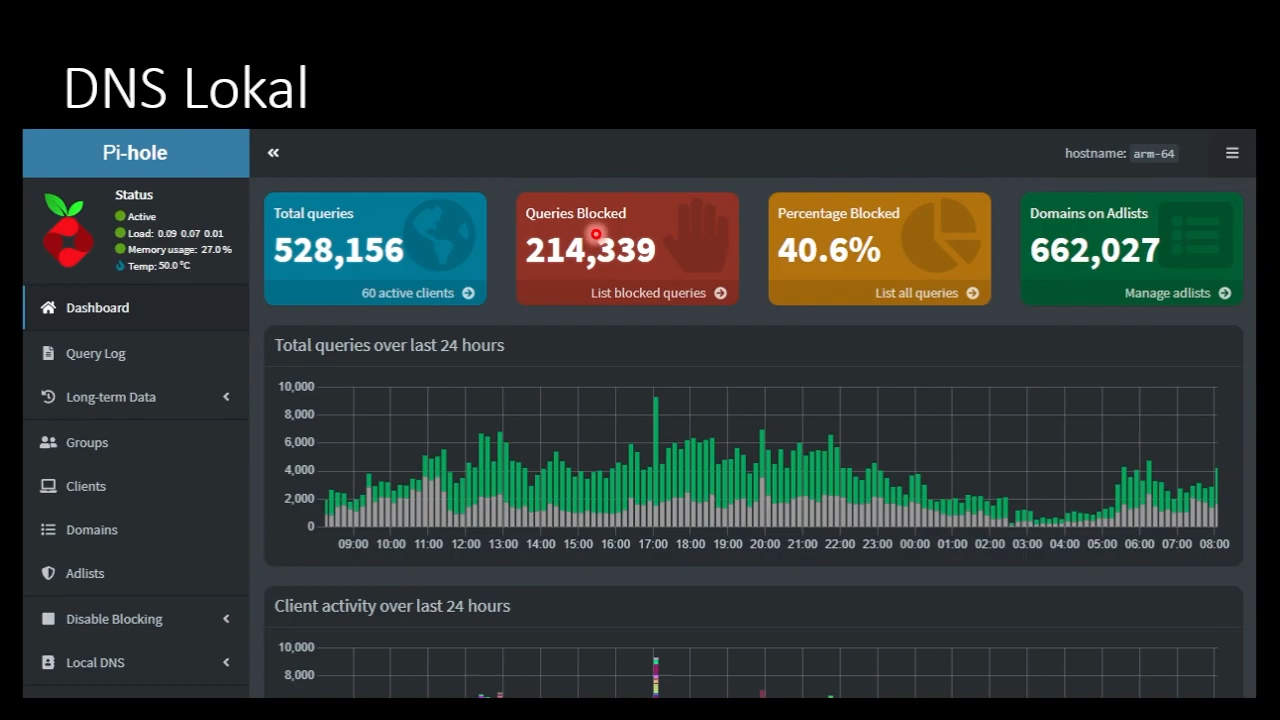 DNS Lokal
Pi-hole
hostname: arm-64
Status
Active
Load: 0.09 0.07 0.01
Memory usage: 27.0 %
Temp: 50.0 °C
Total queries
528,156
60 active clients
Queries Blocked
214,339
List blocked queries
Percentage Blocked
40.6%
List all queries
Domains on Adlists
662,027
Manage adlists
Dashboard
Query Log
Long-term Data
Groups
Clients
Domains
Adlists
Disable Blocking
Local DNS
Total queries over last 24 hours
10,000
8,000
6,000
4,000
2,000
0
09:00 10:00 11:00 12:00 13:00 14:00 15:00 16:00 17:00 18:00 19:00 20:00 21:00 22:00 23:00 00:00 01:00 02:00 03:00 04:00 05:00 06:00 07:00 08:00
Client activity over last 24 hours
10,000
8,000